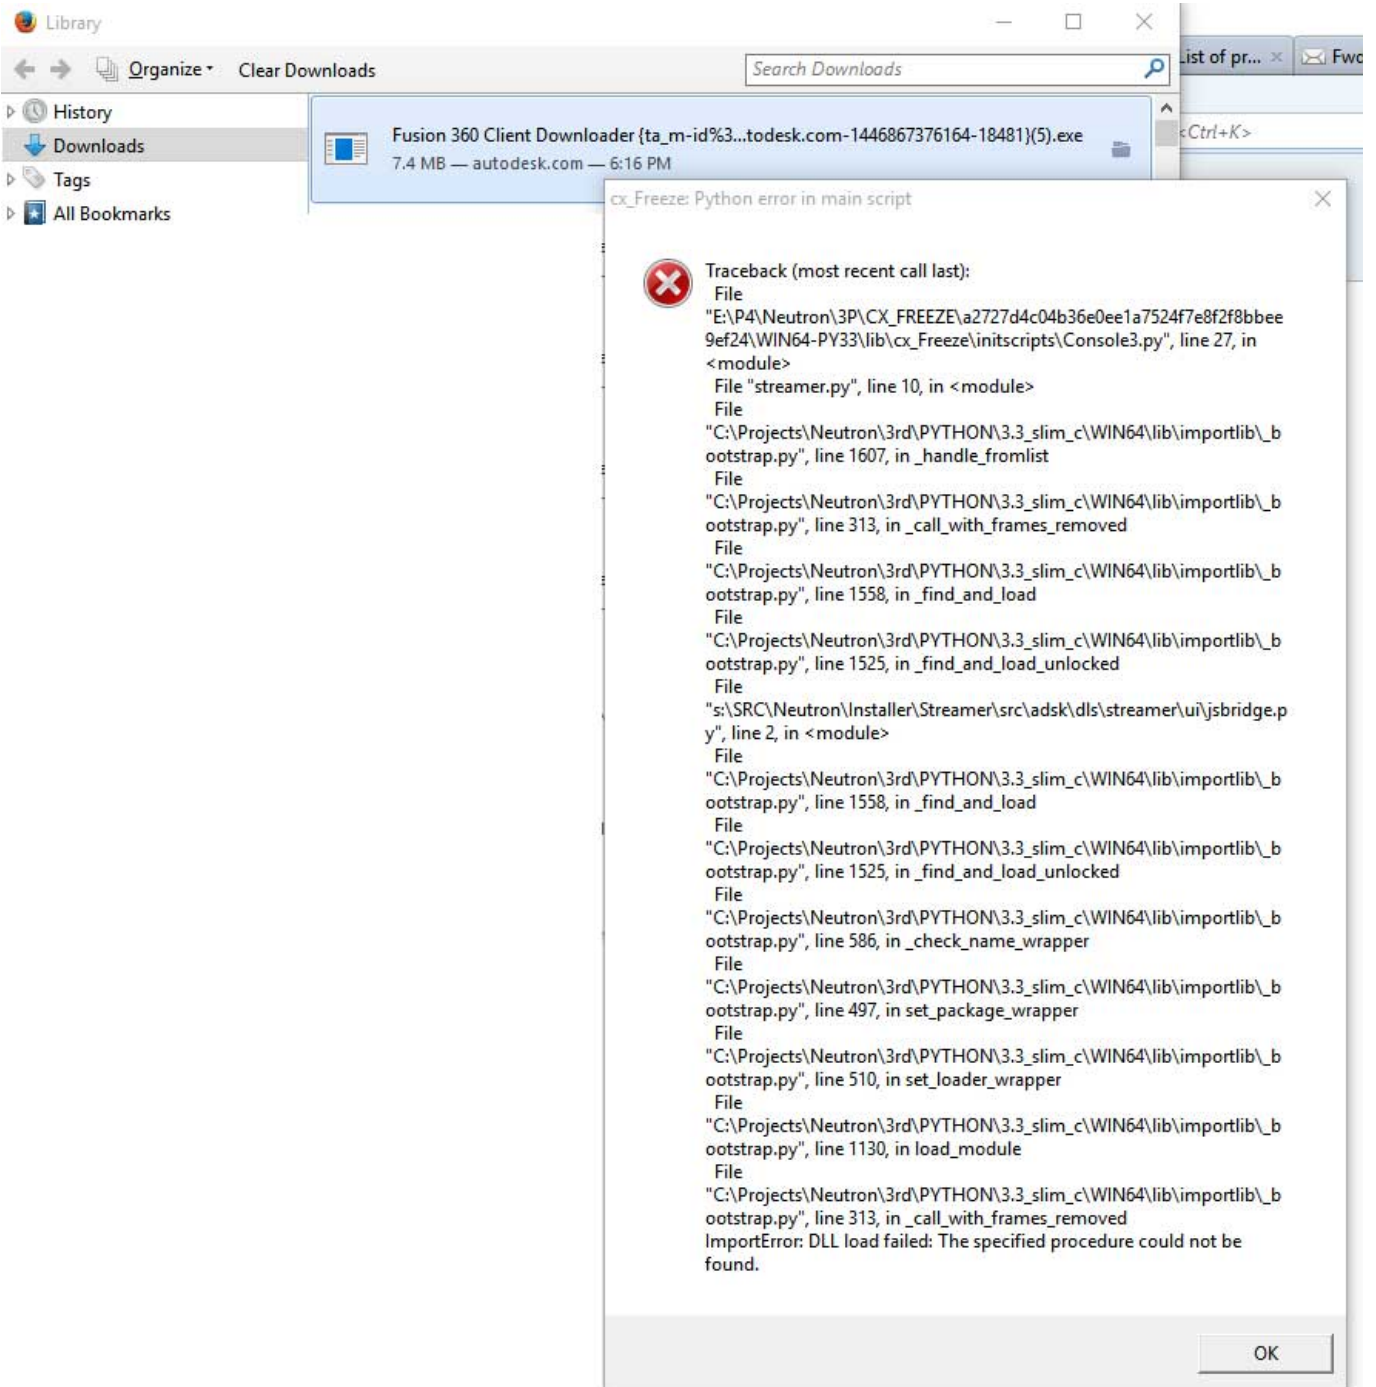 Library
Organize
Clear Downloads
Search Downloads
List of pr...
Fwd
History
Downloads
Tags
All Bookmarks
Fusion 360 Client Downloader {ta_m-id%3...todesk.com-1446867376164-18481}(5).exe
7.4 MB — autodesk.com — 6:16 PM
<Ctrl+K>
cx_Freeze: Python error in main script
Traceback (most recent call last):
File
"E:\P4\Neutron\3P\CX_FREEZE\a2727d4c04b36e0ee1a7524f7e8f2f8bbee
9ef24\WIN64-PY33\lib\cx_Freeze\initscripts\Console3.py", line 27, in
<module>
File "streamer.py", line 10, in <module>
File
"C:\Projects\Neutron\3rd\PYTHON\3.3_slim_c\WIN64\lib\importlib\_b
ootstrap.py", line 1607, in _handle_fromlist
File
"C:\Projects\Neutron\3rd\PYTHON\3.3_slim_c\WIN64\lib\importlib\_b
ootstrap.py", line 313, in _call_with_frames_removed
File
"C:\Projects\Neutron\3rd\PYTHON\3.3_slim_c\WIN64\lib\importlib\_b
ootstrap.py", line 1558, in _find_and_load
File
"C:\Projects\Neutron\3rd\PYTHON\3.3_slim_c\WIN64\lib\importlib\_b
ootstrap.py", line 1525, in _find_and_load_unlocked
File
"s:\SRC\Neutron\Installer\Streamer\src\adsk\dls\streamer\ui\jsbridge.p
y", line 2, in <module>
File
"C:\Projects\Neutron\3rd\PYTHON\3.3_slim_c\WIN64\lib\importlib\_b
ootstrap.py", line 1558, in _find_and_load
File
"C:\Projects\Neutron\3rd\PYTHON\3.3_slim_c\WIN64\lib\importlib\_b
ootstrap.py", line 1525, in _find_and_load_unlocked
File
"C:\Projects\Neutron\3rd\PYTHON\3.3_slim_c\WIN64\lib\importlib\_b
ootstrap.py", line 586, in _check_name_wrapper
File
"C:\Projects\Neutron\3rd\PYTHON\3.3_slim_c\WIN64\lib\importlib\_b
ootstrap.py", line 497, in set_package_wrapper
File
"C:\Projects\Neutron\3rd\PYTHON\3.3_slim_c\WIN64\lib\importlib\_b
ootstrap.py", line 510, in set_loader_wrapper
File
"C:\Projects\Neutron\3rd\PYTHON\3.3_slim_c\WIN64\lib\importlib\_b
ootstrap.py", line 1130, in load_module
File
"C:\Projects\Neutron\3rd\PYTHON\3.3_slim_c\WIN64\lib\importlib\_b
ootstrap.py", line 313, in _call_with_frames_removed
ImportError: DLL load failed: The specified procedure could not be
found.
OK